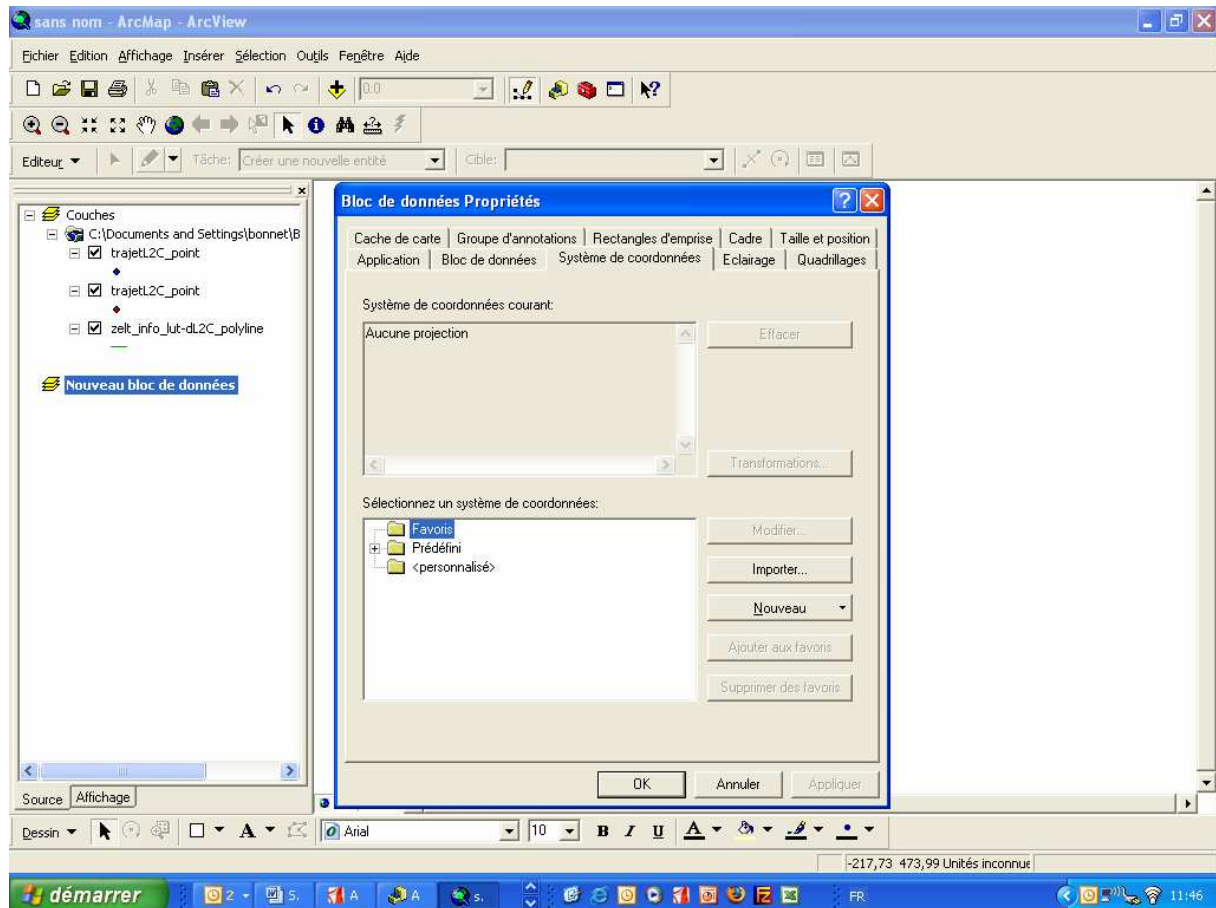 sans nom - ArcMap - ArcView
Fichier Edition Affichage Insérer Sélection Outils Fenêtre Aide
0.0
Editeur Tâche: Créer une nouvelle entité Cible:
Couches
C:\Documents and Settings\bonnet\B
trajetL2C_point
trajetL2C_point
zelt_info_lut-dL2C_polyline
Nouveau bloc de données
Source Affichage
Bloc de données Propriétés
Cache de carte Groupe d'annotations Rectangles d'emprise Cadre Taille et position
Application Bloc de données Système de coordonnées Eclairage Quadrillages
Système de coordonnées courant:
Aucune projection
Effacer
Transformations...
Sélectionnez un système de coordonnées:
Favoris
Prédéfini
<personnalisé>
Modifier...
Importer...
Nouveau
Ajouter aux favoris
Supprimer des favoris
OK Annuler Appliquer
Dessin A Arial 10 B I U A
-217,73 473,99 Unités inconnue
démarrer 2 S. A A s. FR 11:46